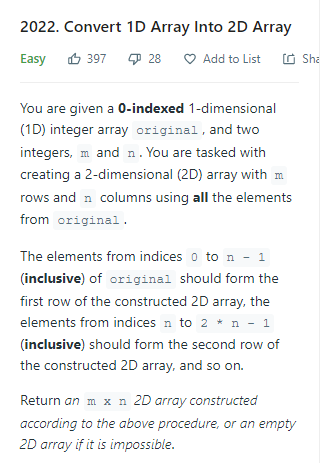 2022. Convert 1D Array Into 2D Array
Easy 397 28 Add to List Sha
You are given a 0-indexed 1-dimensional
(1D) integer array original, and two
integers, m and n. You are tasked with
creating a 2-dimensional (2D) array with m
rows and n columns using all the elements
from original.
The elements from indices 0 to n - 1
(inclusive) of original should form the
first row of the constructed 2D array, the
elements from indices n to 2 * n - 1
(inclusive) should form the second row of
the constructed 2D array, and so on.
Return an m x n 2D array constructed
according to the above procedure, or an empty
2D array if it is impossible.